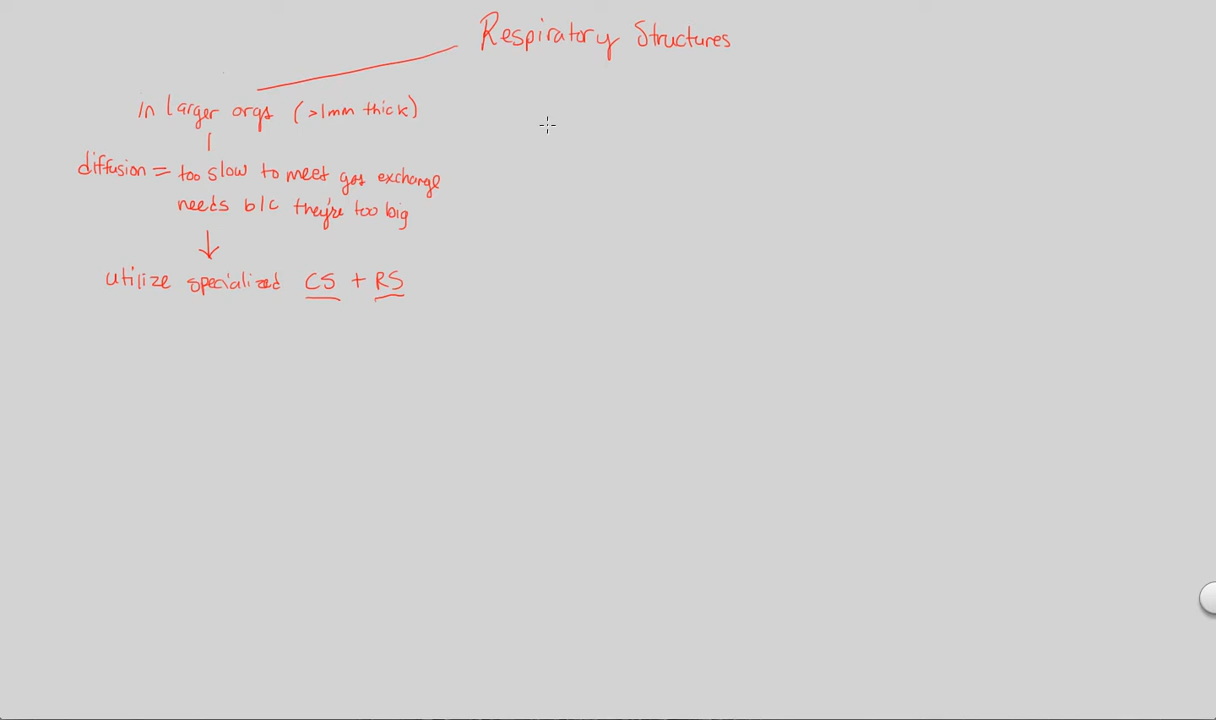 Respiratory Structures
in larger orgs (>1mm thick)
diffusion = too slow to meet gas exchange
needs b/c they're too big
utilize specialized CS + RS